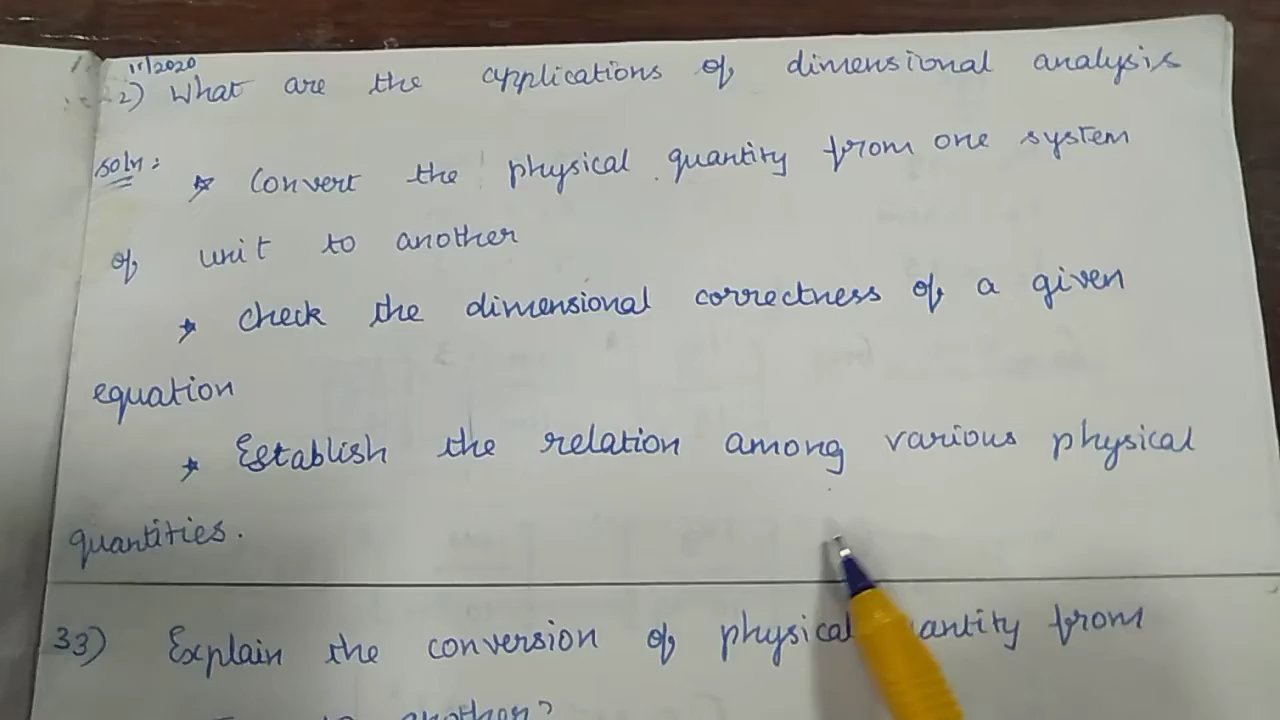 11/2020
2) What are the applications of dimensional analysis
Soln:
* Convert the physical quantity from one system
of unit to another
* Check the dimensional correctness of a given
equation
* Establish the relation among various physical
quantities.
33) Explain the conversion of physical quantity from
to another?